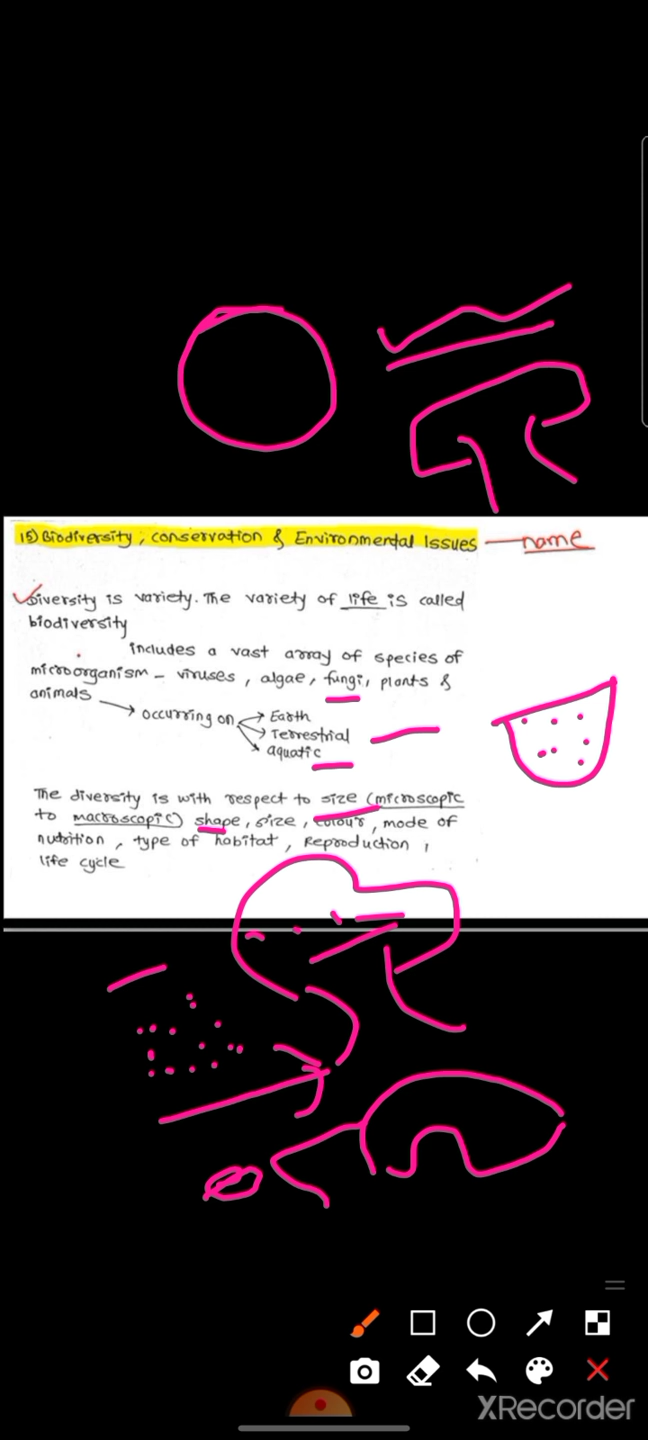 15) Biodiversity, conservation & Environmental Issues — name
Diversity is variety. The variety of life is called
biodiversity
includes a vast array of species of
microorganism - viruses, algae, fungi, plants &
animals
occurring on → Earth
→ Terrestrial
→ aquatic
The diversity is with respect to size (microscopic
to macroscopic) shape, size, colour, mode of
nutrition, type of habitat, Reproduction,
life cycle
XRecorder